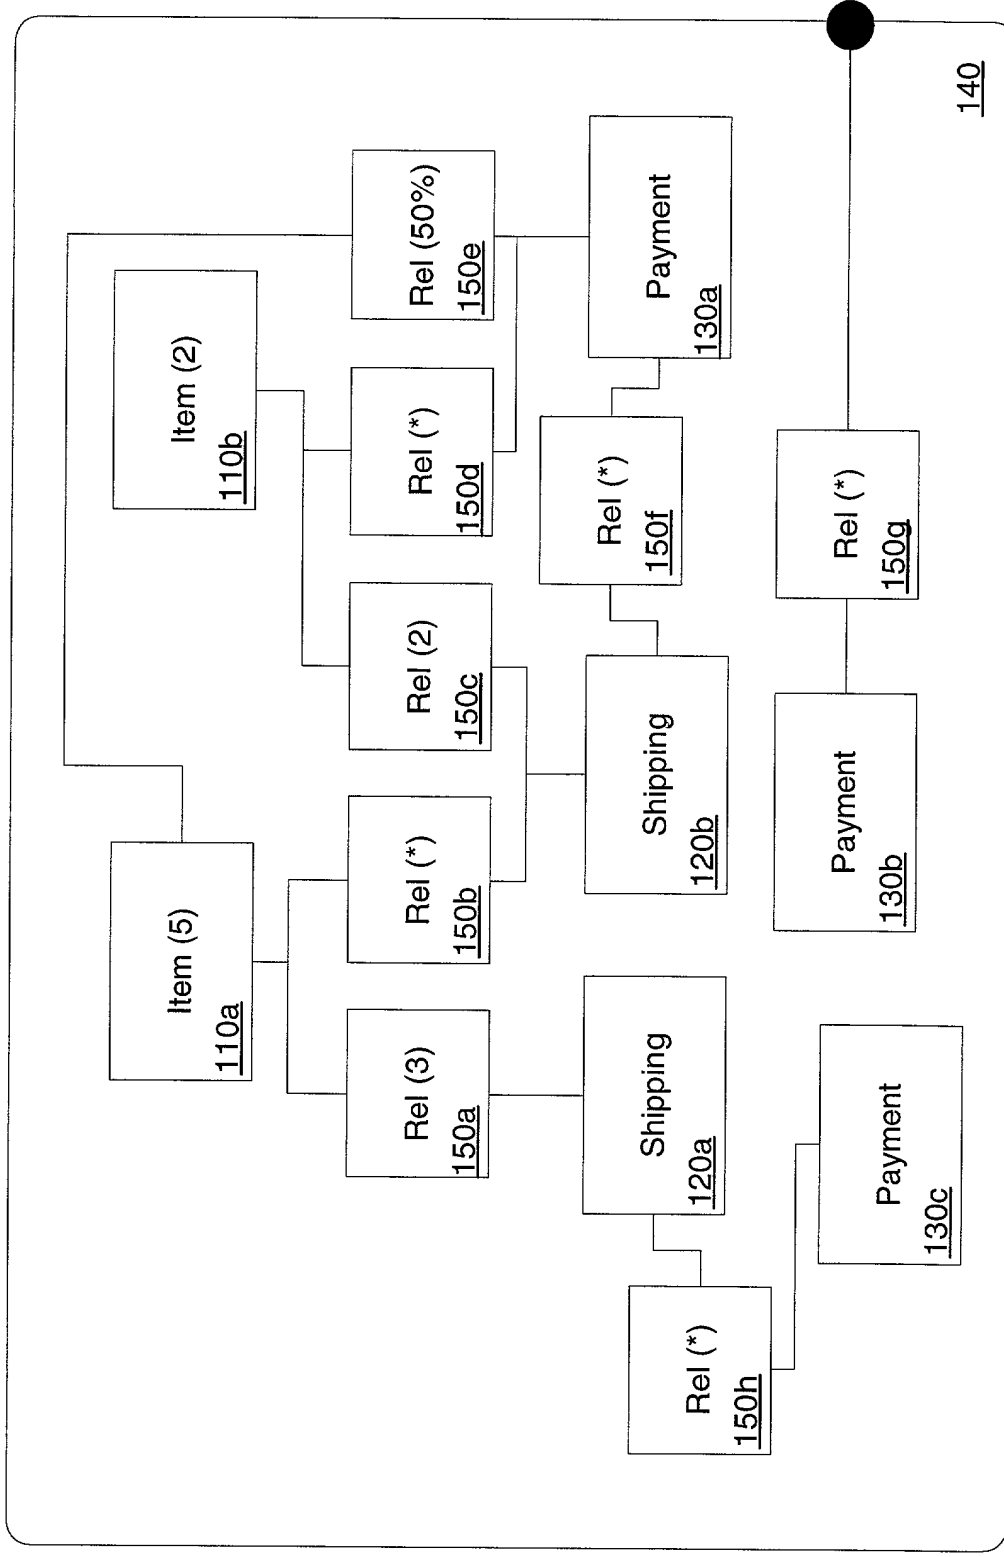 Item (5)
110a
Item (2)
110b
Rel (3)
150a
Rel (*)
150b
Rel (2)
150c
Rel (*)
150d
Rel (50%)
150e
Rel (*)
150f
Shipping
120a
Shipping
120b
Payment
130a
Rel (*)
150h
Payment
130c
Payment
130b
Rel (*)
150g
140